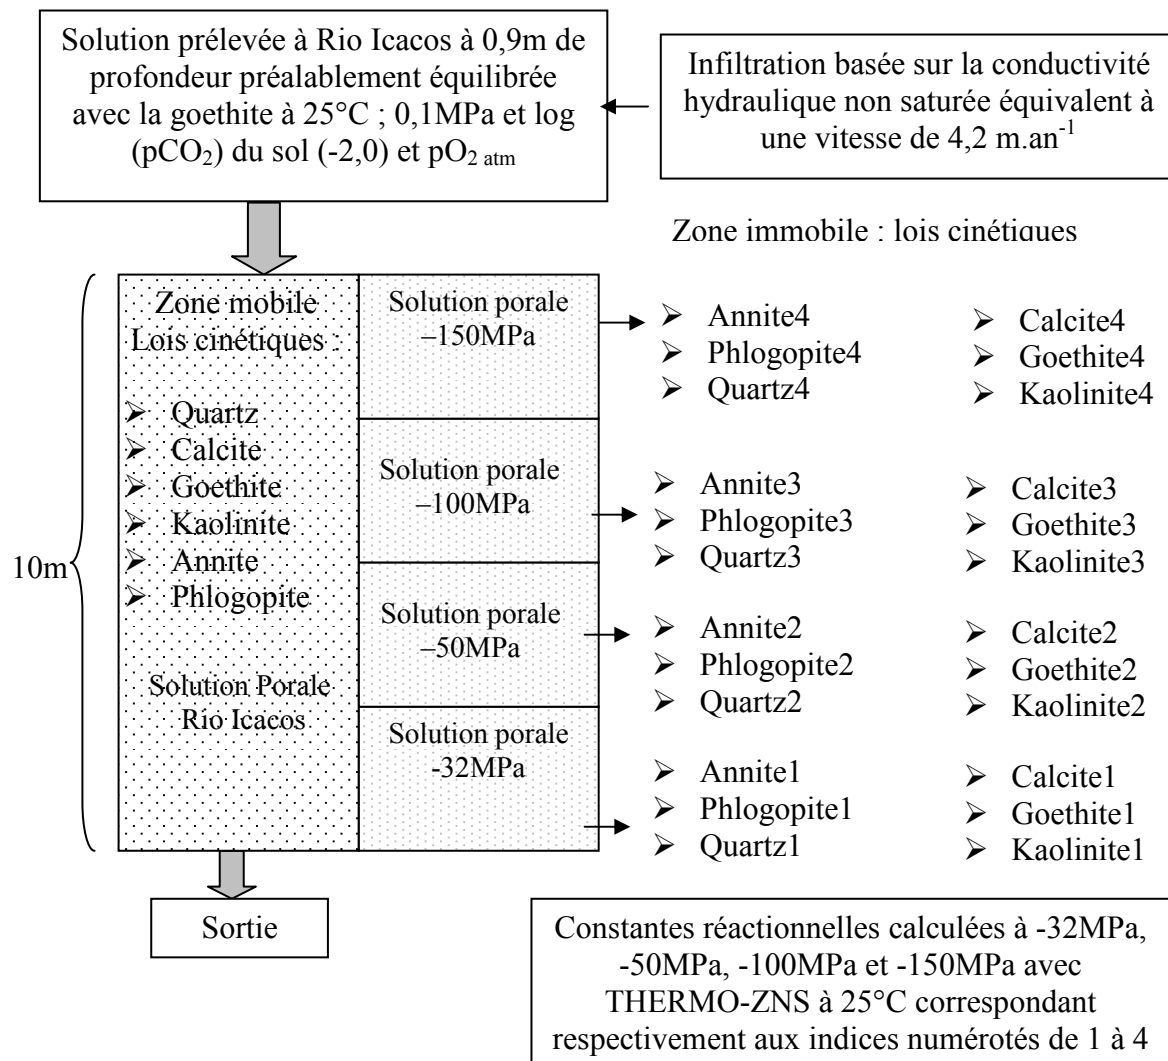 Solution prélevée à Rio Icacos à 0,9m de
profondeur préalablement équilibrée
avec la goethite à 25°C ; 0,1MPa et log
(pCO₂) du sol (-2,0) et pO₂ atm
Infiltration basée sur la conductivité
hydraulique non saturée équivalent à
une vitesse de 4,2 m.an⁻¹
Zone immobile : lois cinétiques
Zone mobile
Lois cinétiques :
➢ Quartz
➢ Calcite
➢ Goethite
➢ Kaolinite
➢ Annite
➢ Phlogopite
Solution Porale
Rio Icacos
10m
Solution porale
–150MPa
➢ Annite4
➢ Phlogopite4
➢ Quartz4
➢ Calcite4
➢ Goethite4
➢ Kaolinite4
Solution porale
–100MPa
➢ Annite3
➢ Phlogopite3
➢ Quartz3
➢ Calcite3
➢ Goethite3
➢ Kaolinite3
Solution porale
–50MPa
➢ Annite2
➢ Phlogopite2
➢ Quartz2
➢ Calcite2
➢ Goethite2
➢ Kaolinite2
Solution porale
-32MPa
➢ Annite1
➢ Phlogopite1
➢ Quartz1
➢ Calcite1
➢ Goethite1
➢ Kaolinite1
Sortie
Constantes réactionnelles calculées à -32MPa,
-50MPa, -100MPa et -150MPa avec
THERMO-ZNS à 25°C correspondant
respectivement aux indices numérotés de 1 à 4